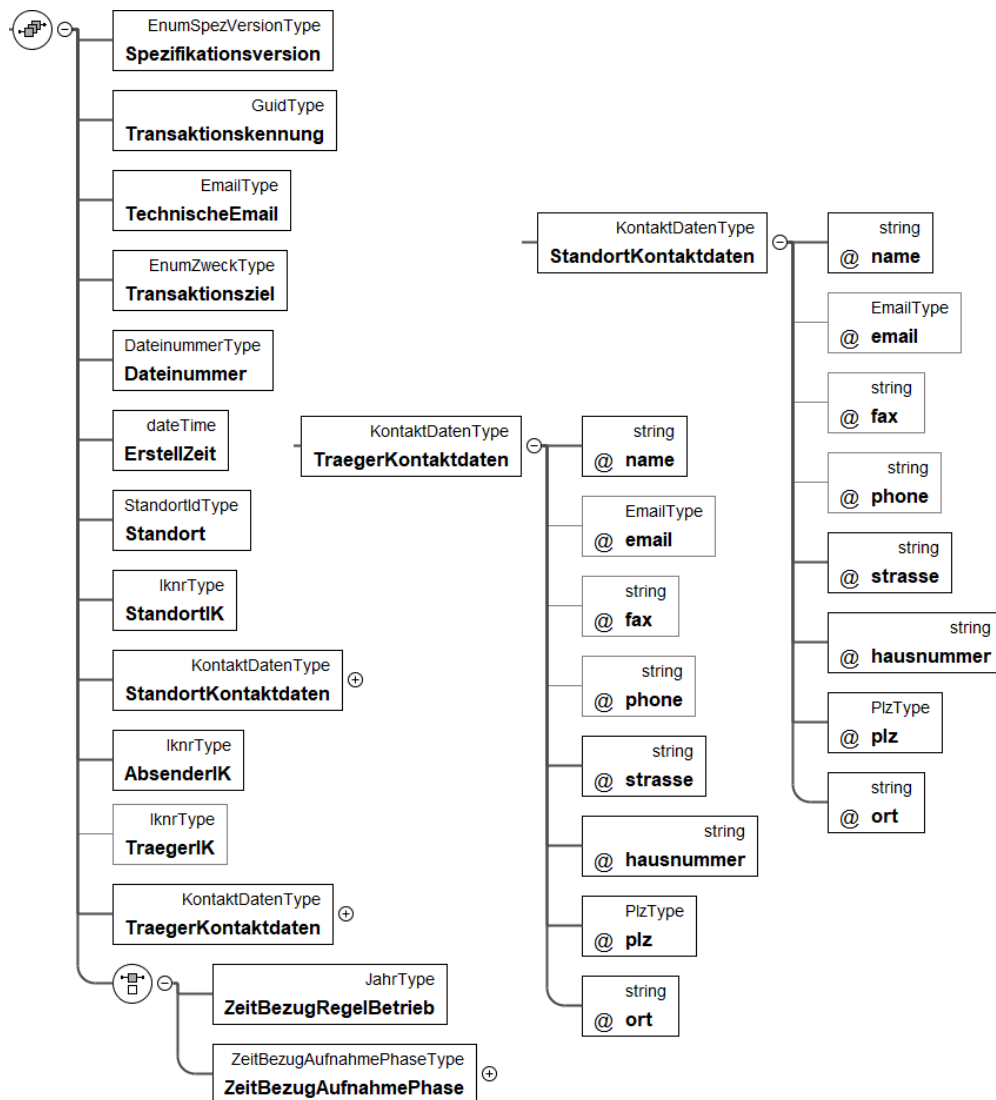 EnumSpezVersionType
Spezifikationsversion
GuidType
Transaktionskennung
EmailType
TechnischeEmail
EnumZweckType
Transaktionsziel
DateinummerType
Dateinummer
dateTime
ErstellZeit
StandortIdType
Standort
IknrType
StandortIK
KontaktDatenType
StandortKontaktdaten
IknrType
AbsenderIK
IknrType
TraegerIK
KontaktDatenType
TraegerKontaktdaten
JahrType
ZeitBezugRegelBetrieb
ZeitBezugAufnahmePhaseType
ZeitBezugAufnahmePhase
KontaktDatenType
TraegerKontaktdaten
string
@ name
EmailType
@ email
string
@ fax
string
@ phone
string
@ strasse
string
@ hausnummer
PlzType
@ plz
string
@ ort
KontaktDatenType
StandortKontaktdaten
string
@ name
EmailType
@ email
string
@ fax
string
@ phone
string
@ strasse
string
@ hausnummer
PlzType
@ plz
string
@ ort